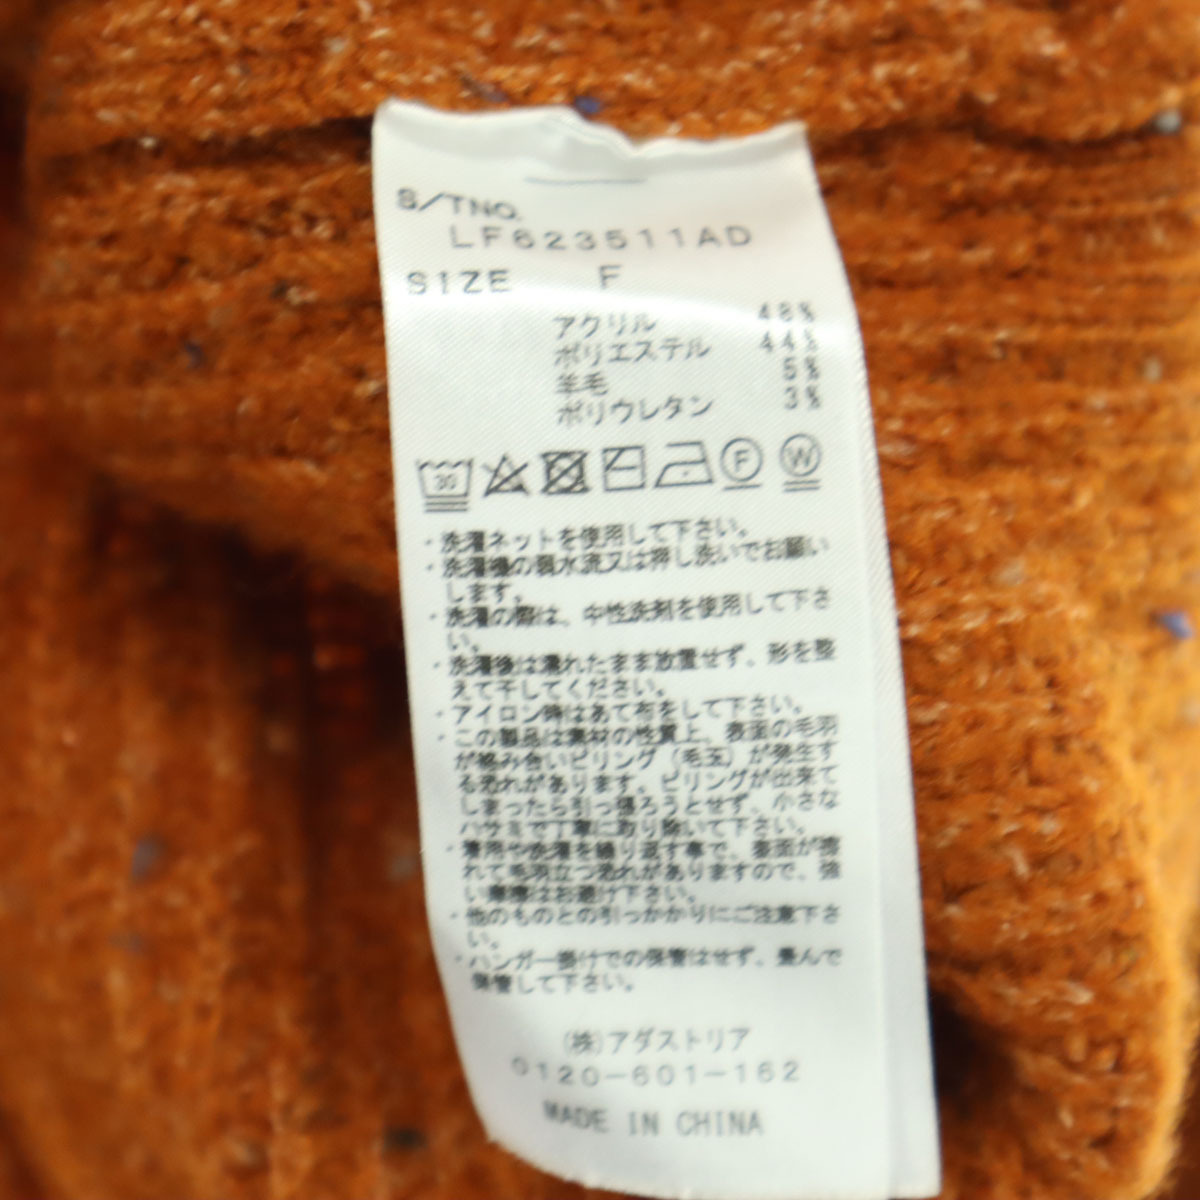 S/TNO.
LF623511AD
SIZE F
アクリル 48%
ポリエステル 44%
羊毛 5%
ポリウレタン 3%
30 F W
・洗濯ネットを使用して下さい。
・洗濯機の弱水流又は押し洗いでお願い
します。
・洗濯の際は、中性洗剤を使用して下さ
い。
・洗濯後は濡れたまま放置せず、形を整
えて干してください。
・アイロン時はあて布をして下さい。
・この製品は素材の性質上、表面の毛羽
が絡み合いピリング(毛玉)が発生す
る恐れがあります。ピリングが出来て
しまったら引っ張ろうとせず、小さな
ハサミで丁寧に取り除いて下さい。
・着用や洗濯を繰り返す事で、表面が擦
れて毛羽立つ恐れがありますので、強
い摩擦はお避け下さい。
・他のものとの引っかかりにご注意下さ
い。
・ハンガー掛けでの保管はせず、畳んで
保管して下さい。
(株)アダストリア
0120-601-162
MADE IN CHINA